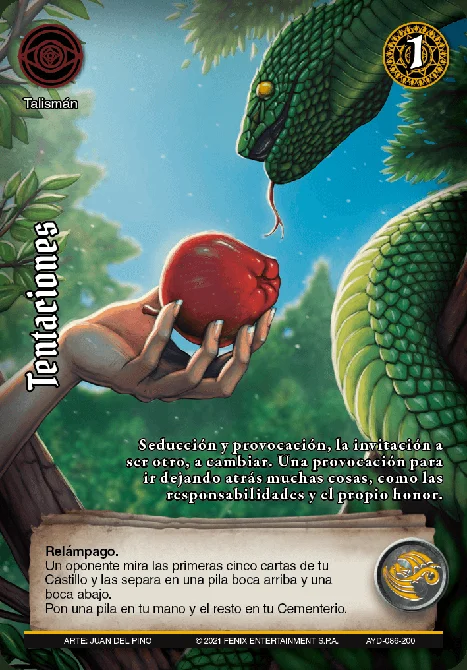 1
Talismán
Tentaciones
Seducción y provocación, la invitación a
ser otro, a cambiar. Una provocación para
ir dejando atrás muchas cosas, como las
responsabilidades y el propio honor.
Relámpago.
Un oponente mira las primeras cinco cartas de tu
Castillo y las separa en una pila boca arriba y una
boca abajo.
Pon una pila en tu mano y el resto en tu Cementerio.
ARTE: JUAN DEL PINO © 2021 FENIX ENTERTAINMENT S.R.A. AYD-086-200